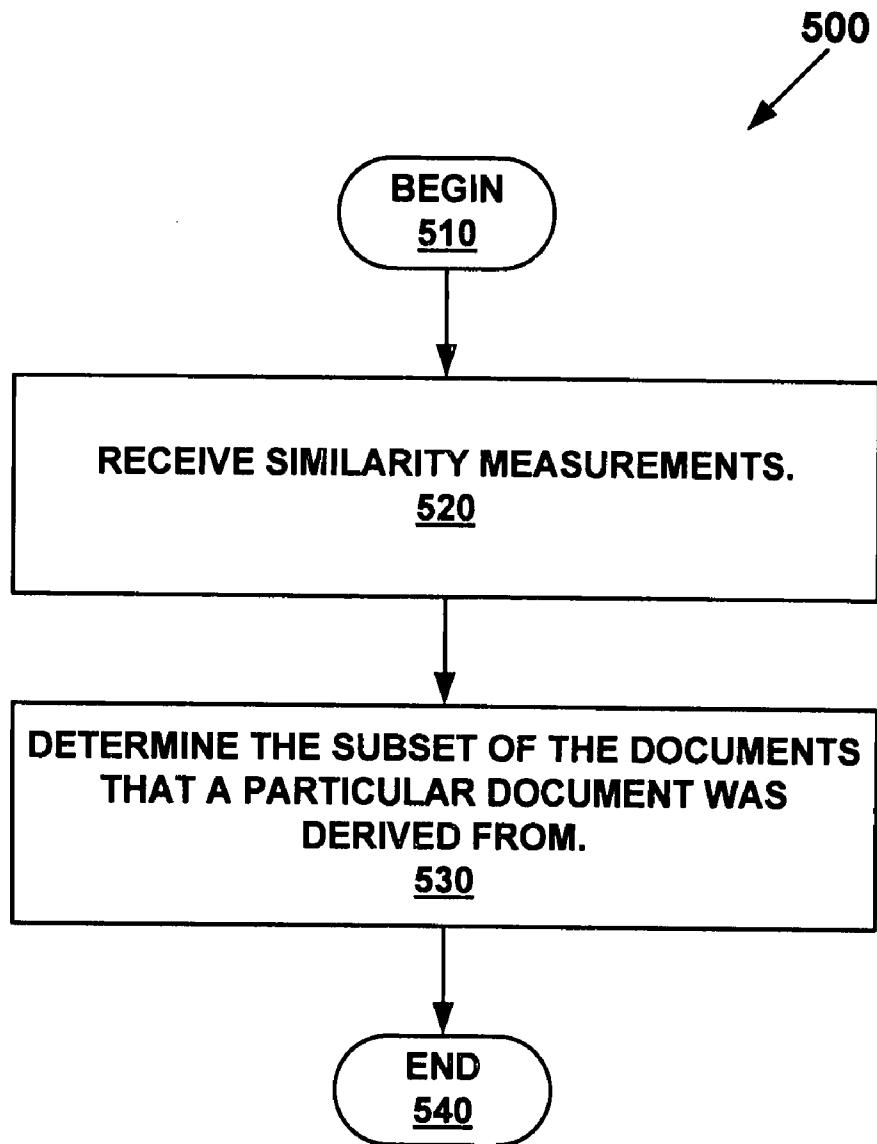 500
BEGIN
510
RECEIVE SIMILARITY MEASUREMENTS.
520
DETERMINE THE SUBSET OF THE DOCUMENTS
THAT A PARTICULAR DOCUMENT WAS
DERIVED FROM.
530
END
540